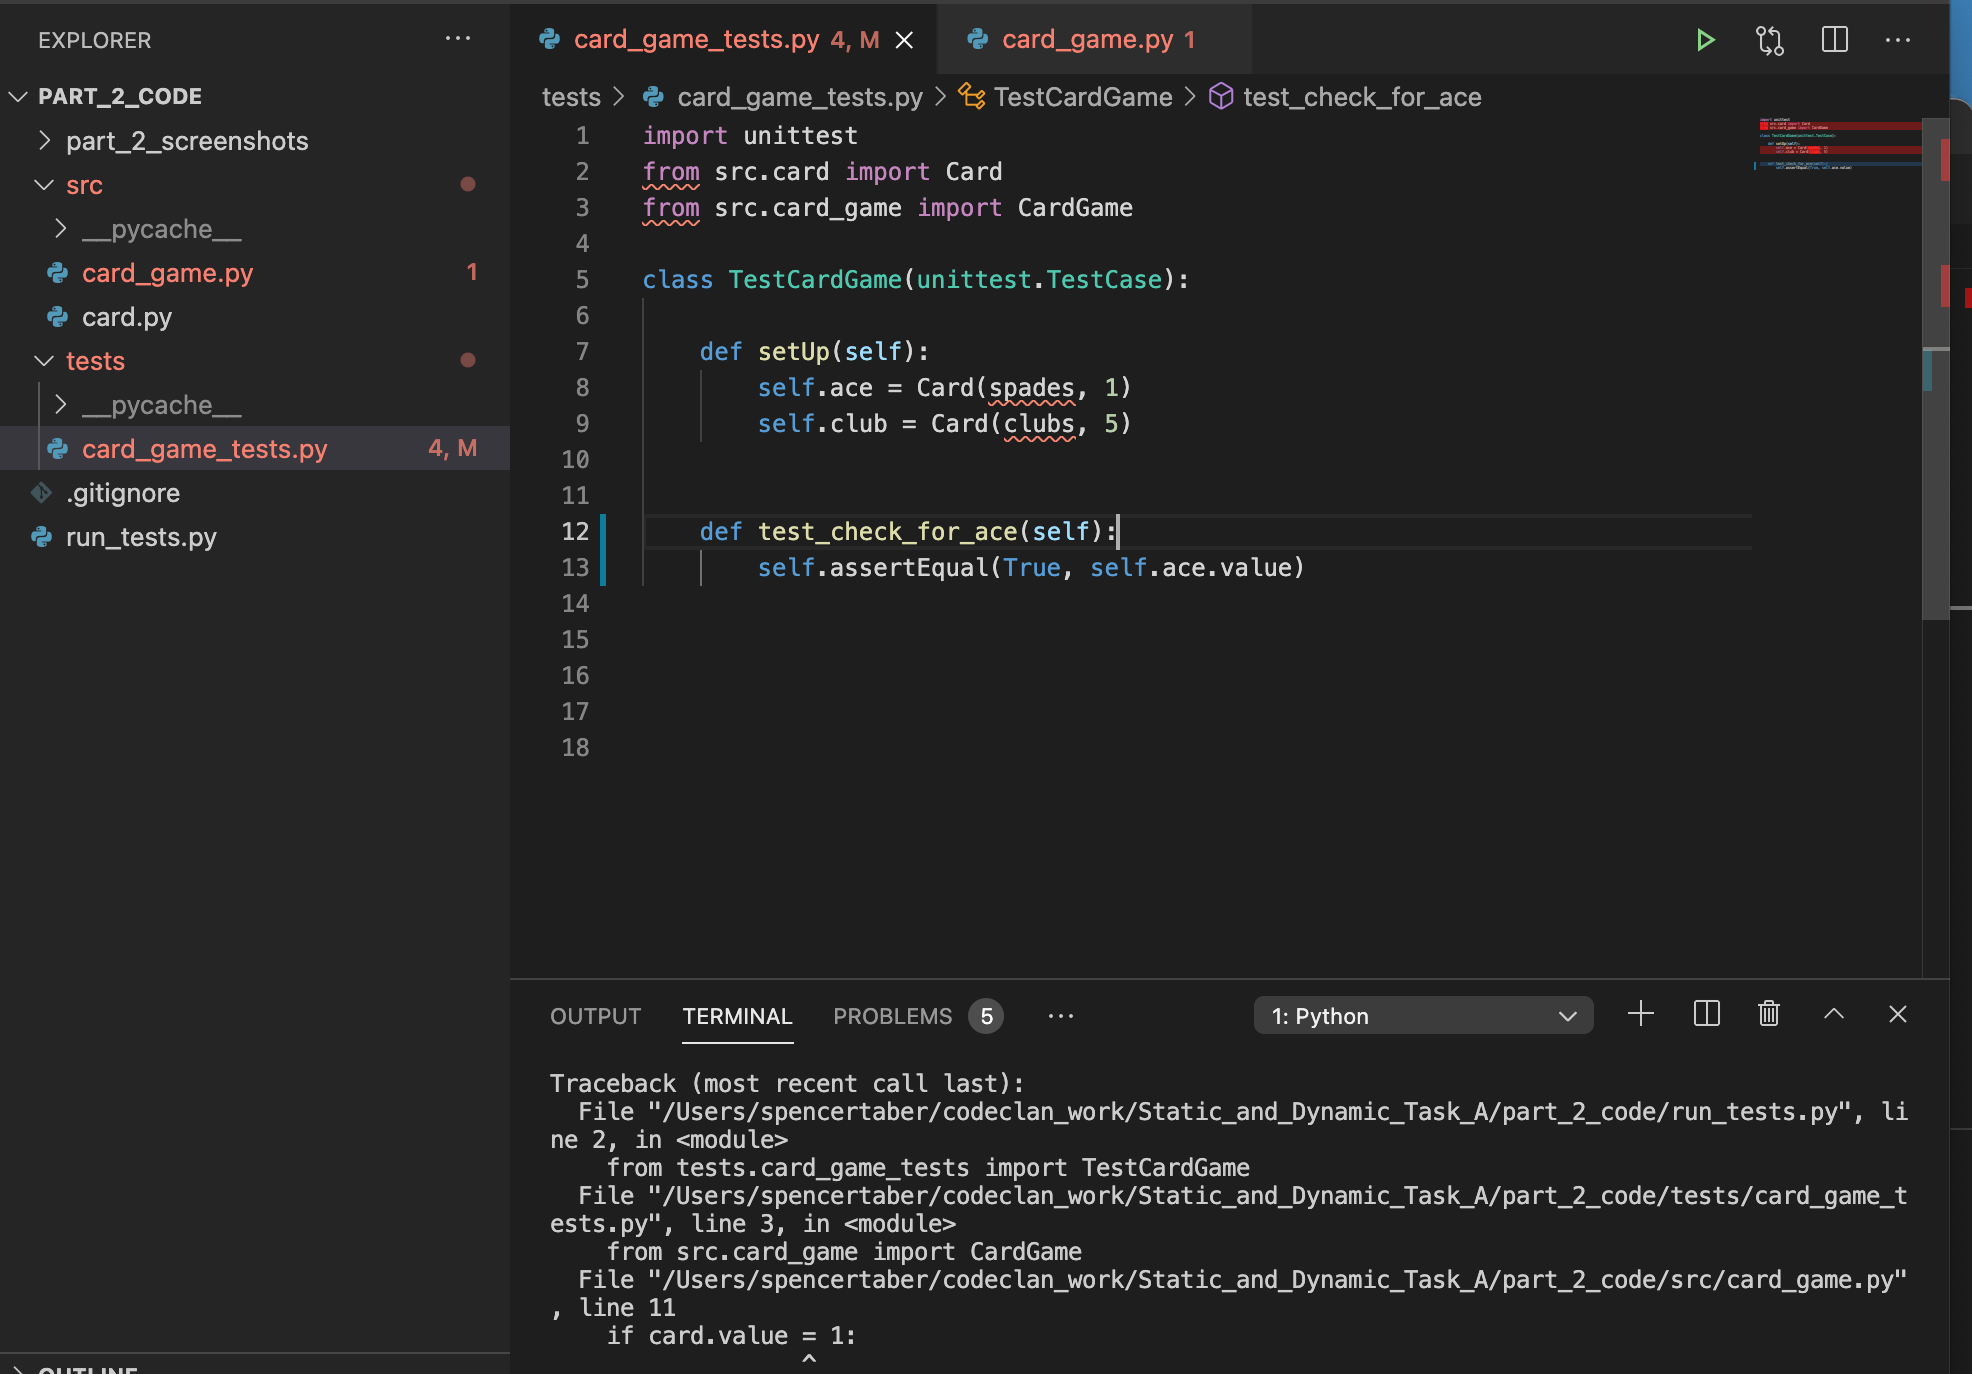 EXPLORER
PART_2_CODE
part_2_screenshots
src
__pycache__
card_game.py 1
card.py
tests
__pycache__
card_game_tests.py 4, M
.gitignore
run_tests.py
OUTLINE
card_game_tests.py 4, M
card_game.py 1
tests > card_game_tests.py > TestCardGame > test_check_for_ace
1 import unittest
2 from src.card import Card
3 from src.card_game import CardGame
4
5 class TestCardGame(unittest.TestCase):
6
7     def setUp(self):
8         self.ace = Card(spades, 1)
9         self.club = Card(clubs, 5)
10
11
12     def test_check_for_ace(self):
13         self.assertEqual(True, self.ace.value)
14
15
16
17
18
OUTPUT TERMINAL PROBLEMS 5 ··· 1: Python
Traceback (most recent call last):
  File "/Users/spencertaber/codeclan_work/Static_and_Dynamic_Task_A/part_2_code/run_tests.py", li
ne 2, in <module>
    from tests.card_game_tests import TestCardGame
  File "/Users/spencertaber/codeclan_work/Static_and_Dynamic_Task_A/part_2_code/tests/card_game_t
ests.py", line 3, in <module>
    from src.card_game import CardGame
  File "/Users/spencertaber/codeclan_work/Static_and_Dynamic_Task_A/part_2_code/src/card_game.py"
, line 11
    if card.value = 1:
                  ^